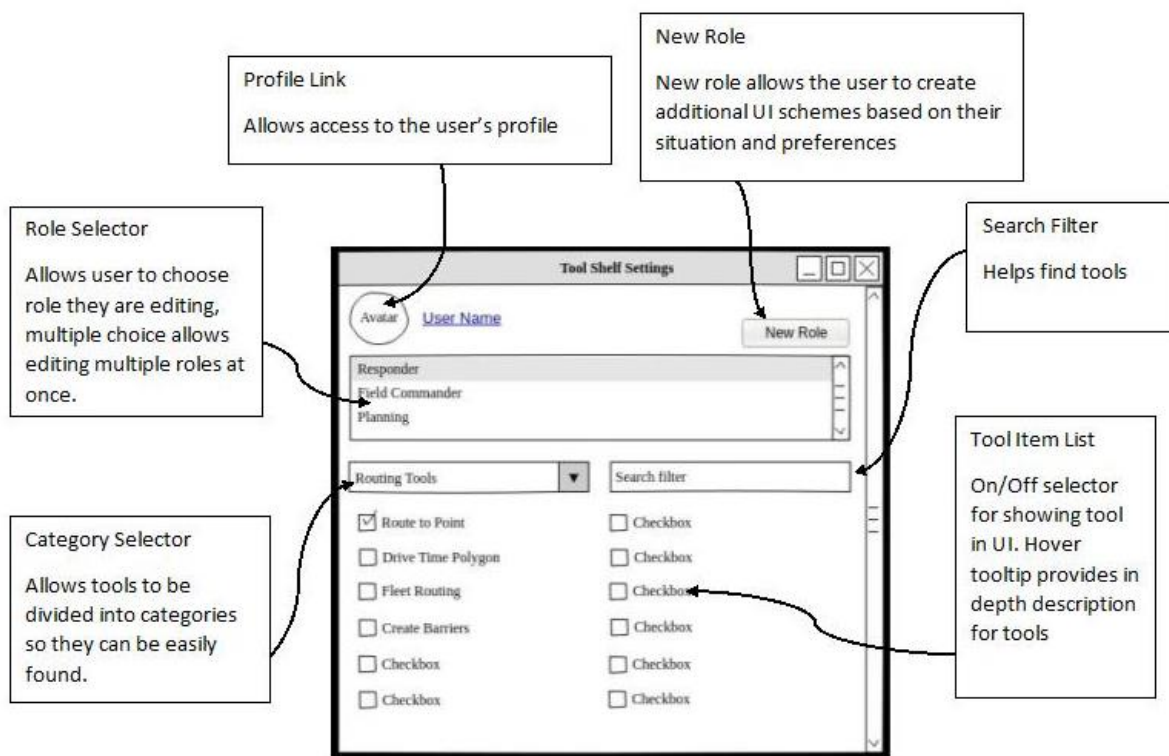 New Role
New role allows the user to create
additional UI schemes based on their
situation and preferences
Profile Link
Allows access to the user's profile
Role Selector
Allows user to choose
role they are editing,
multiple choice allows
editing multiple roles at
once.
Search Filter
Helps find tools
Tool Shelf Settings
Avatar
User Name
New Role
Responder
Field Commander
Planning
Routing Tools
Search filter
Route to Point
Checkbox
Drive Time Polygon
Checkbox
Fleet Routing
Checkbox
Create Barriers
Checkbox
Checkbox
Checkbox
Checkbox
Checkbox
Tool Item List
On/Off selector
for showing tool
in UI. Hover
tooltip provides in
depth description
for tools
Category Selector
Allows tools to be
divided into categories
so they can be easily
found.